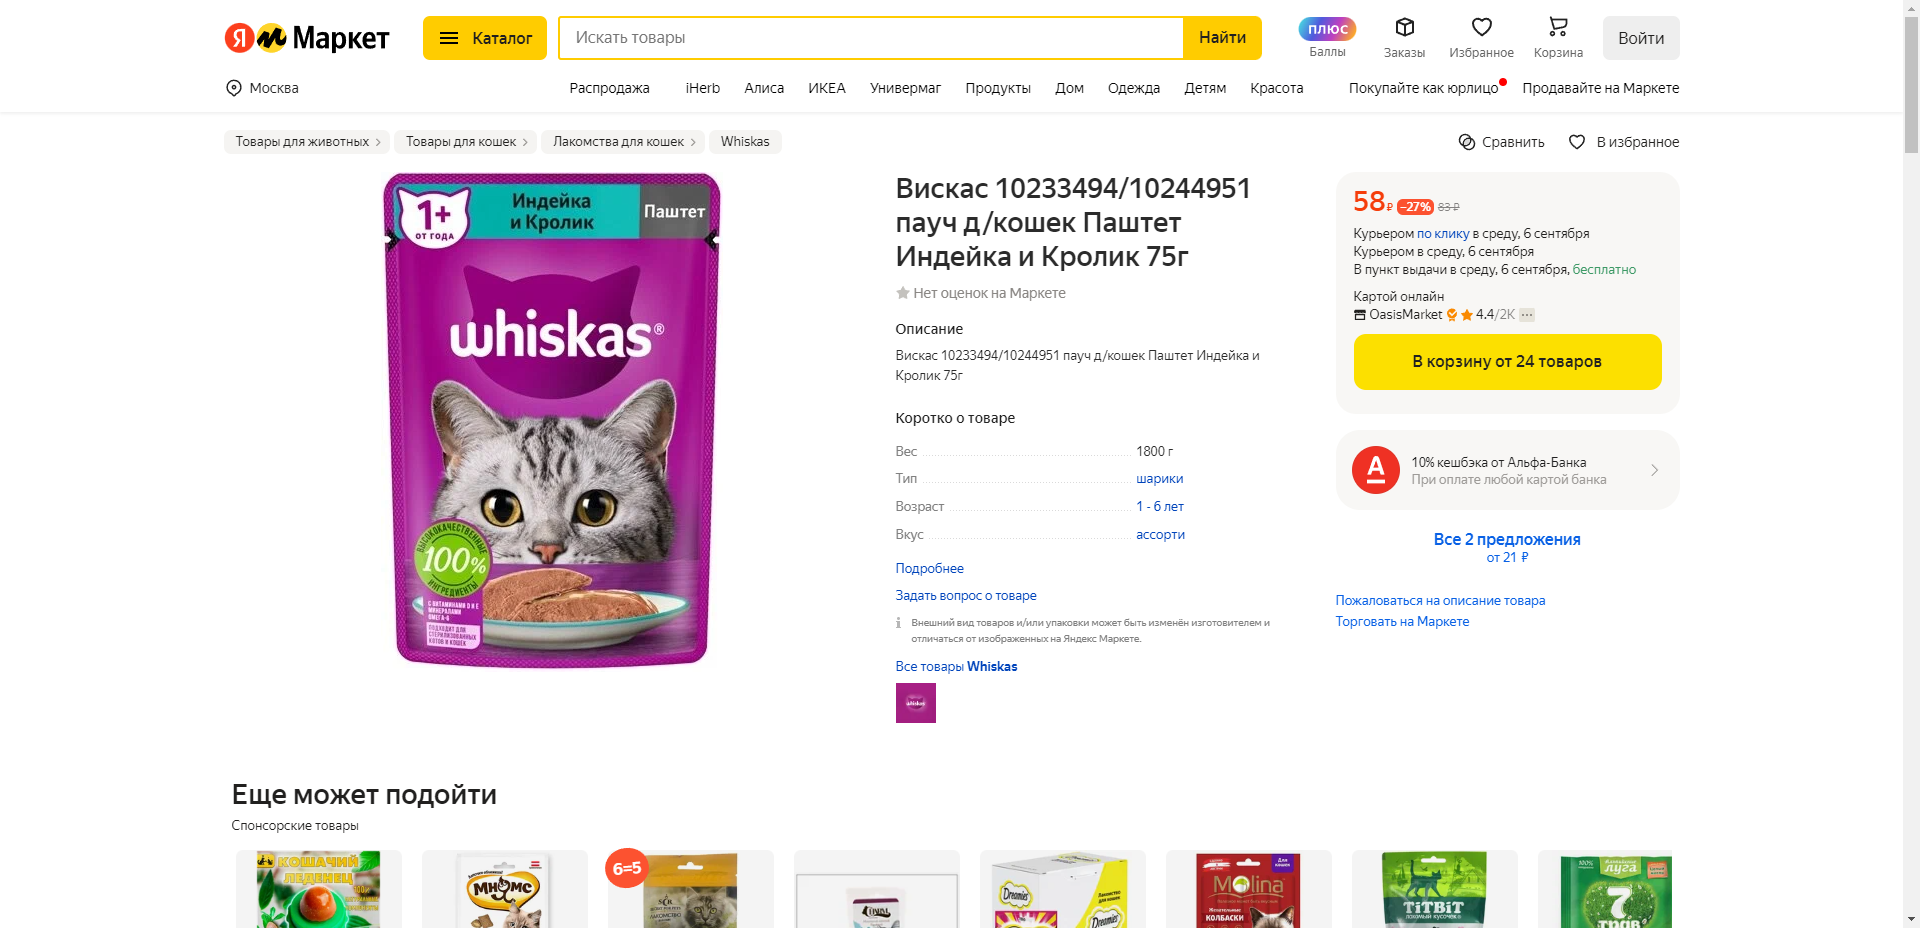 Я Маркет
Каталог
Искать товары
Найти
ПЛЮС
Баллы
Заказы
Избранное
Корзина
Войти
Москва
Распродажа
iHerb
Алиса
ИКЕА
Универмаг
Продукты
Дом
Одежда
Детям
Красота
Покупайте как юрлицо
Продавайте на Маркете
Товары для животных
Товары для кошек
Лакомства для кошек
Whiskas
Сравнить
В избранное
1+
ОТ ГОДА
Индейка
и Кролик
Паштет
whiskas®
ВЫСОКОКАЧЕСТВЕННЫЕ
100%
ИНГРЕДИЕНТЫ
С ВИТАМИНАМИ D И E
МИНЕРАЛАМИ
ОМЕГА-6
ПОДХОДИТ ДЛЯ
СТЕРИЛИЗОВАННЫХ
КОТОВ И КОШЕК
Вискас 10233494/10244951
пауч д/кошек Паштет
Индейка и Кролик 75г
Нет оценок на Маркете
Описание
Вискас 10233494/10244951 пауч д/кошек Паштет Индейка и
Кролик 75г
Коротко о товаре
Вес 1800 г
Тип шарики
Возраст 1 - 6 лет
Вкус ассорти
Подробнее
Задать вопрос о товаре
Внешний вид товаров и/или упаковки может быть изменён изготовителем и
отличаться от изображенных на Яндекс Маркете.
Все товары Whiskas
whiskas
58 ₽ -27% 83 ₽
Курьером по клику в среду, 6 сентября
Курьером в среду, 6 сентября
В пункт выдачи в среду, 6 сентября, бесплатно
Картой онлайн
OasisMarket 4.4/2K
В корзину от 24 товаров
А
10% кешбэка от Альфа-Банка
При оплате любой картой банка
Все 2 предложения
от 21 ₽
Пожаловаться на описание товара
Торговать на Маркете
Еще может подойти
Спонсорские товары
КОШАЧИЙ
ЛЕДЕНЕЦ
Мнямс
6=5
Dreamies
Dreamies
Molina
Жевательные
КОЛБАСКИ
TiTBiT
ЛАКОМЫЙ КУСОЧЕК
луга
7
трав